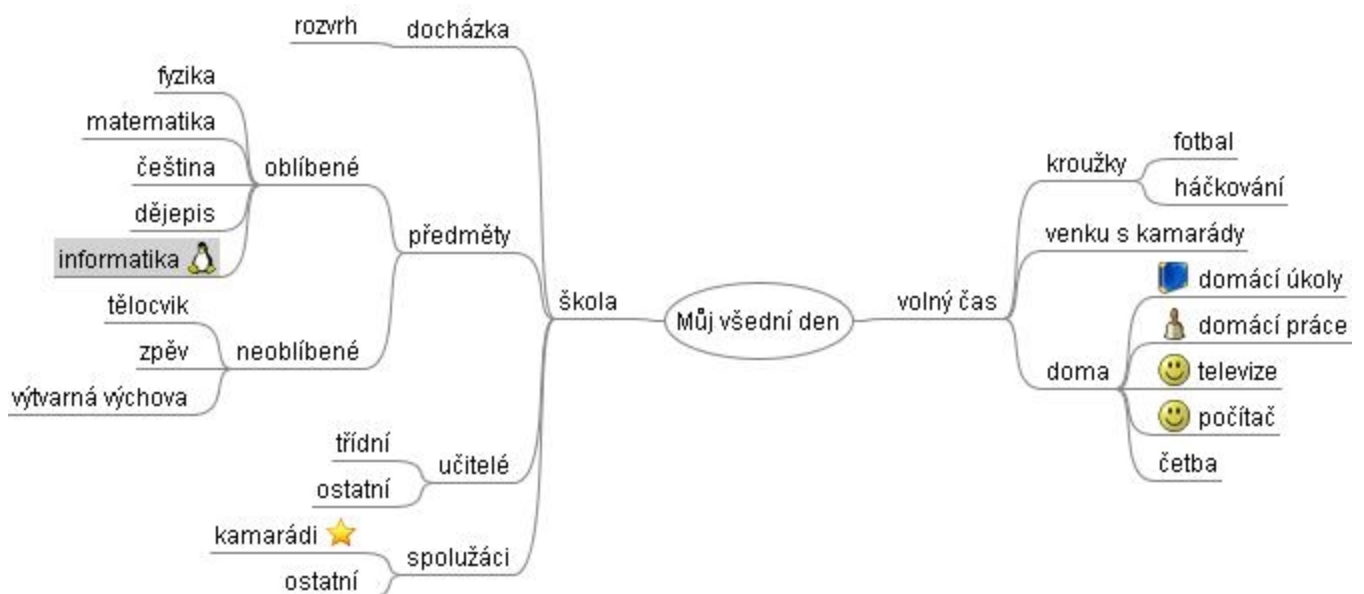 Můj všední den
škola
docházka
rozvrh
předměty
oblíbené
fyzika
matematika
čeština
dějepis
informatika
neoblíbené
tělocvik
zpěv
výtvarná výchova
učitelé
třídní
ostatní
spolužáci
kamarádi
ostatní
volný čas
kroužky
fotbal
háčkování
venku s kamarády
doma
domácí úkoly
domácí práce
televize
počítač
četba